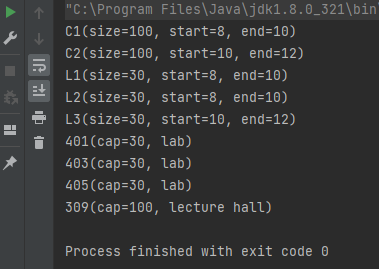 "C:\Program Files\Java\jdk1.8.0_321\bin
C1(size=100, start=8, end=10)
C2(size=100, start=10, end=12)
L1(size=30, start=8, end=10)
L2(size=30, start=8, end=10)
L3(size=30, start=10, end=12)
401(cap=30, lab)
403(cap=30, lab)
405(cap=30, lab)
309(cap=100, lecture hall)
Process finished with exit code 0